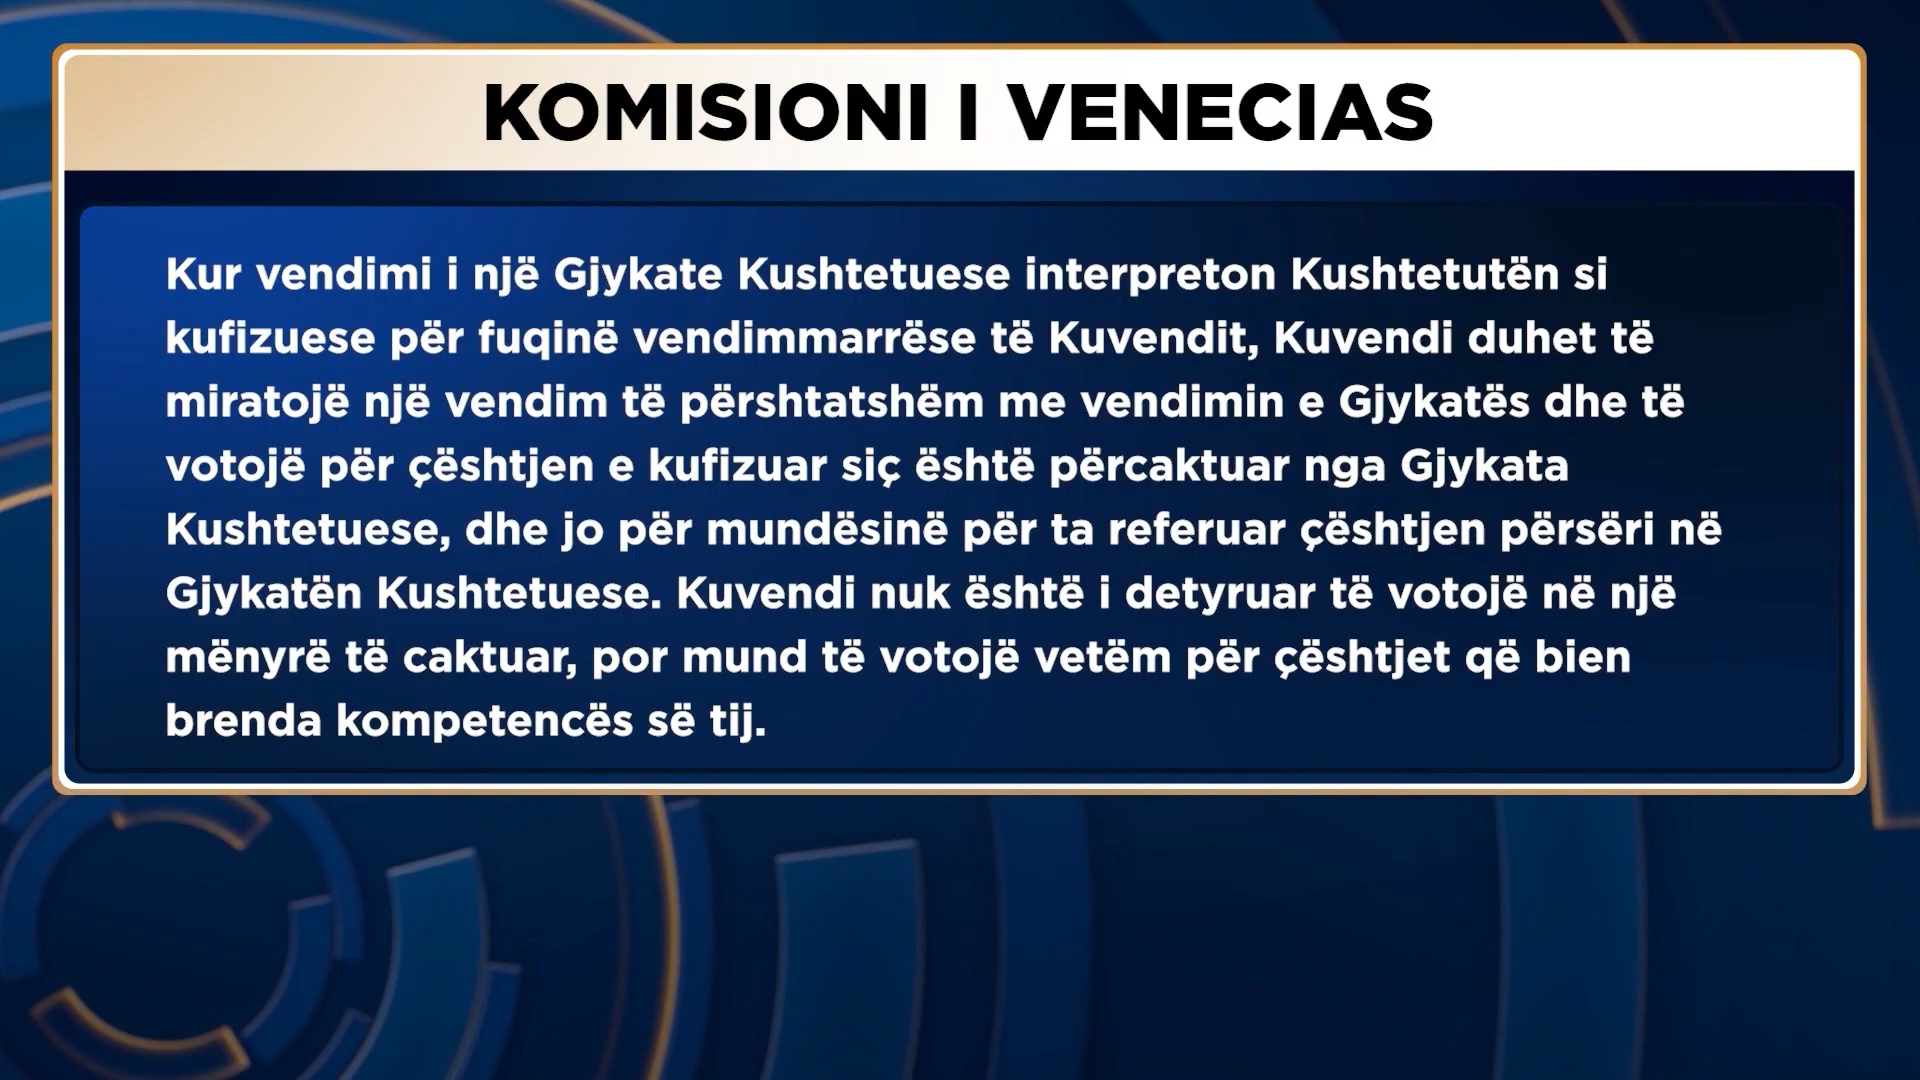 KOMISIONI I VENECIAS
Kur vendimi i një Gjykate Kushtetuese interpreton Kushtetutën si
kufizuese për fuqinë vendimmarrëse të Kuvendit, Kuvendi duhet të
miratojë një vendim të përshtatshëm me vendimin e Gjykatës dhe të
votojë për çështjen e kufizuar siç është përcaktuar nga Gjykata
Kushtetuese, dhe jo për mundësinë për ta referuar çështjen përsëri në
Gjykatën Kushtetuese. Kuvendi nuk është i detyruar të votojë në një
mënyrë të caktuar, por mund të votojë vetëm për çështjet që bien
brenda kompetencës së tij.